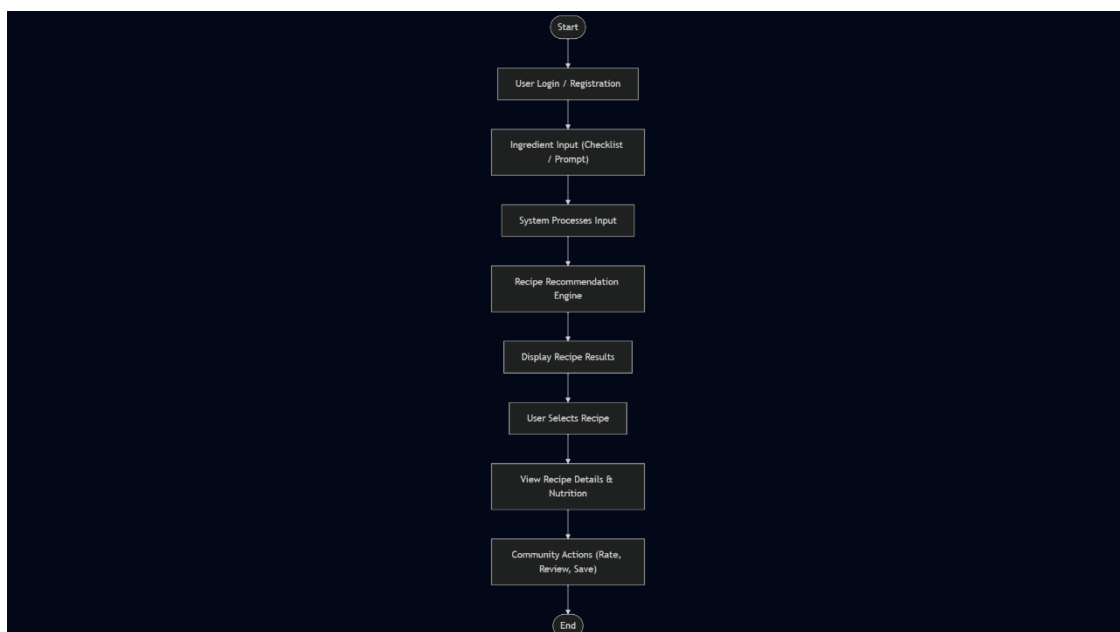 Start
User Login / Registration
Ingredient Input (Checklist
/ Prompt)
System Processes Input
Recipe Recommendation
Engine
Display Recipe Results
User Selects Recipe
View Recipe Details &
Nutrition
Community Actions (Rate,
Review, Save)
End